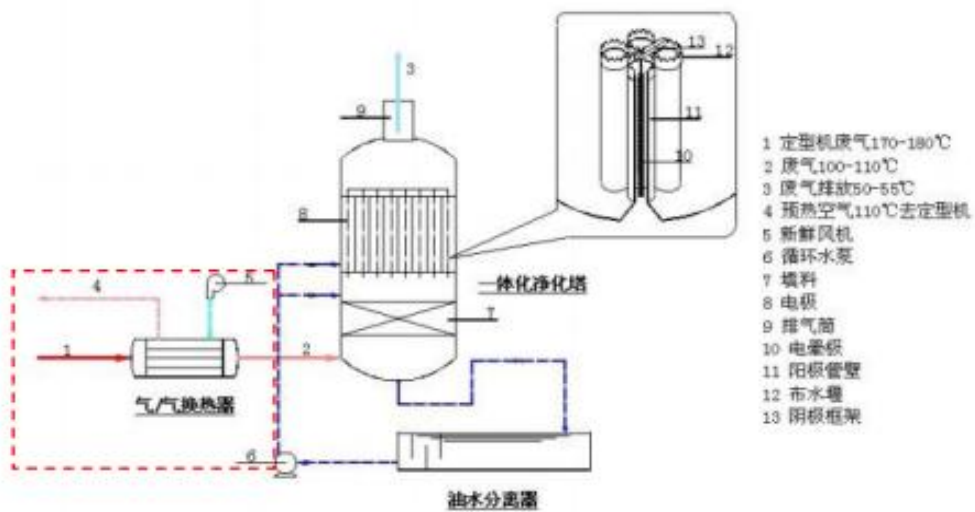 13
12
11
10
3
9
8
一体化净化塔
7
4
5
1
2
气/气换热器
6
油水分离器
1 定型机废气170-180℃
2 废气100-110℃
3 废气排放50-55℃
4 预热空气110℃去定型机
5 新鲜风机
6 循环水泵
7 填料
8 电极
9 排气筒
10 电晕极
11 阳极管壁
12 布水堰
13 阴极框架